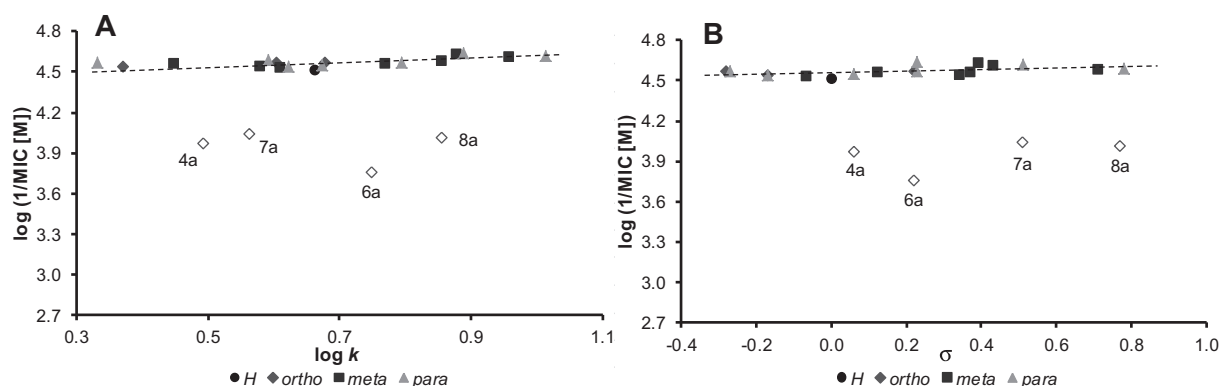 A
log (1/MIC [M])
4.8
4.5
4.2
3.9
3.6
3.3
3.0
2.7
4a
7a
6a
8a
0.3
0.5
0.7
0.9
1.1
log k
H ortho meta para
B
log (1/MIC [M])
4.8
4.5
4.2
3.9
3.6
3.3
3.0
2.7
4a
6a
7a
8a
-0.4
-0.2
0.0
0.2
0.4
0.6
0.8
1.0
σ
H ortho meta para